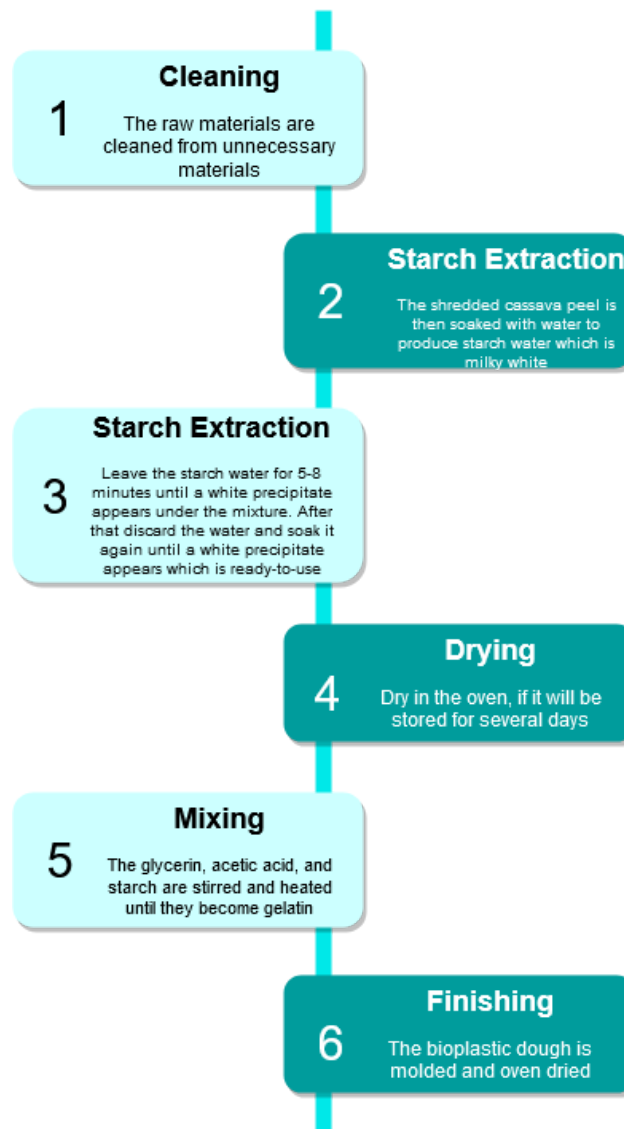 Cleaning
1
The raw materials are
cleaned from unnecessary
materials
Starch Extraction
2
The shredded cassava peel is
then soaked with water to
produce starch water which is
milky white
Starch Extraction
3
Leave the starch water for 5-8
minutes until a white precipitate
appears under the mixture. After
that discard the water and soak it
again until a white precipitate
appears which is ready-to-use
Drying
4
Dry in the oven, if it will be
stored for several days
Mixing
5
The glycerin, acetic acid, and
starch are stirred and heated
until they become gelatin
Finishing
6
The bioplastic dough is
molded and oven dried